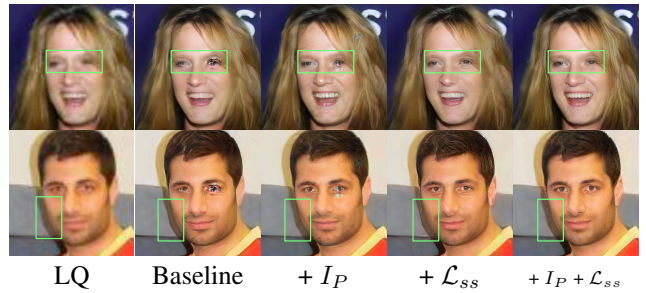 LQ Baseline + I_P + ℒ_ss + I_P + ℒ_ss